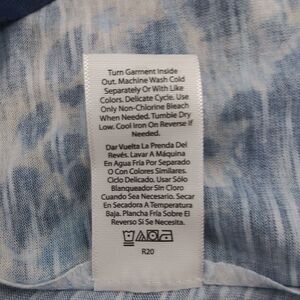 Turn Garment Inside
Out. Machine Wash Cold
Separately Or With Like
Colors. Delicate Cycle. Use
Only Non-Chlorine Bleach
When Needed. Tumble Dry
Low. Cool Iron On Reverse if
Needed.
Dar Vuelta La Prenda Del
Revés. Lavar A Máquina
En Agua Fría Por Separado
O Con Colores Similares.
Ciclo Delicado. Usar Sólo
Blanqueador Sin Cloro
Cuando Sea Necesario. Secar
En Secadora A Temperatura
Baja. Plancha Fría Sobre El
Reverso Si Es Necesario.
R20